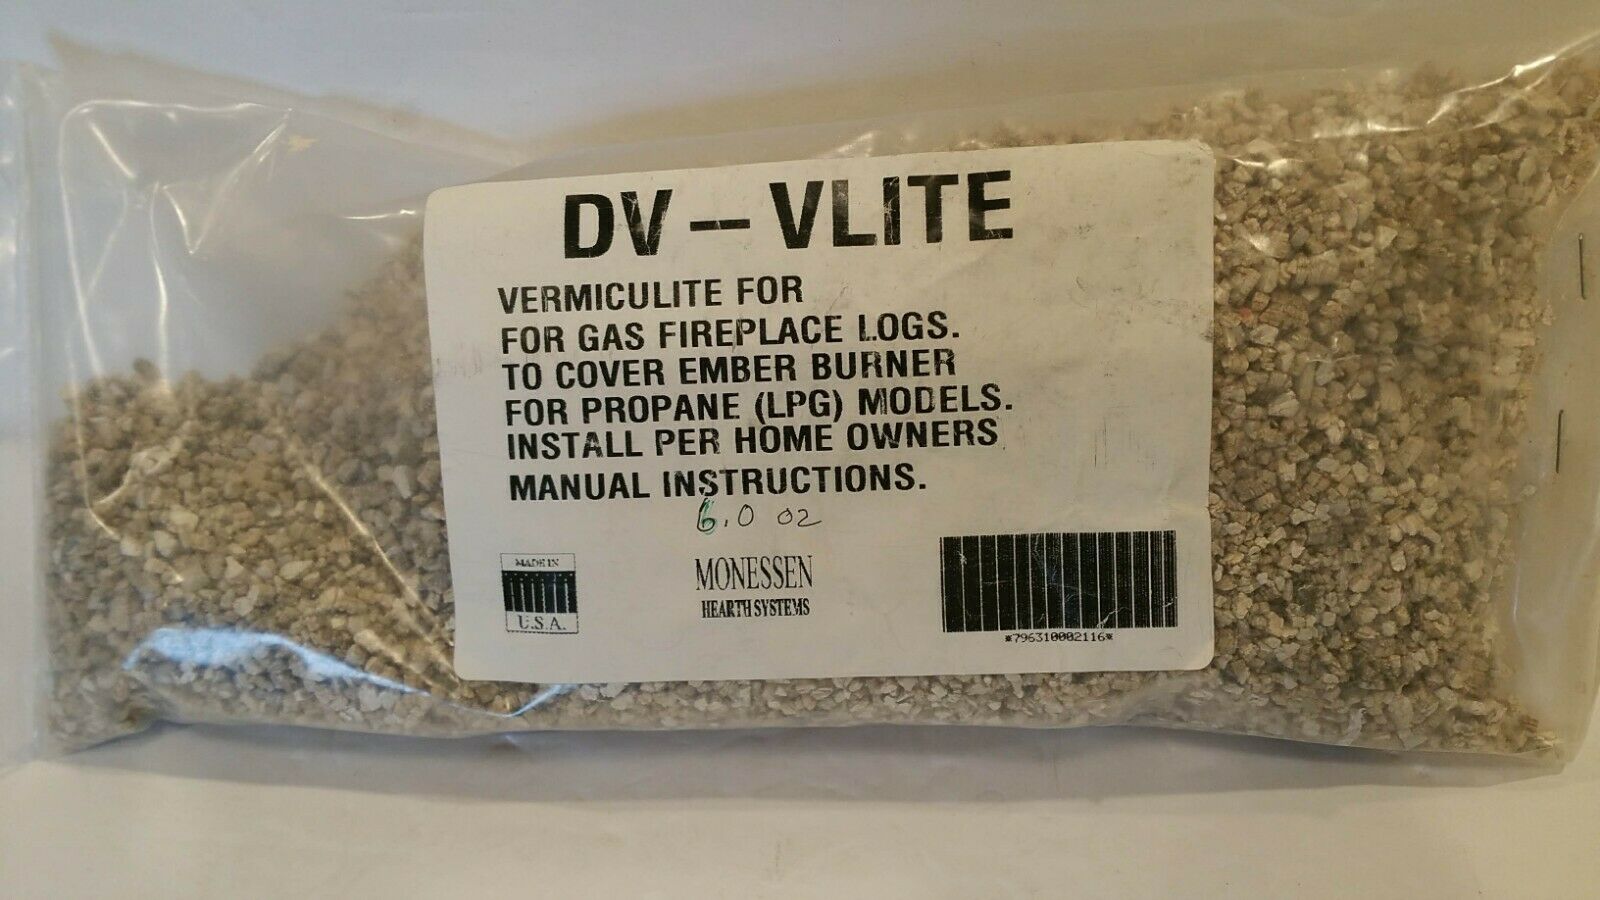 DV - VLITE
VERMICULITE FOR
FOR GAS FIREPLACE LOGS.
TO COVER EMBER BURNER
FOR PROPANE (LPG) MODELS.
INSTALL PER HOME OWNERS
MANUAL INSTRUCTIONS.
6.0 oz
MADE IN
U.S.A.
MONESSEN
HEARTH SYSTEMS
*796310002116*